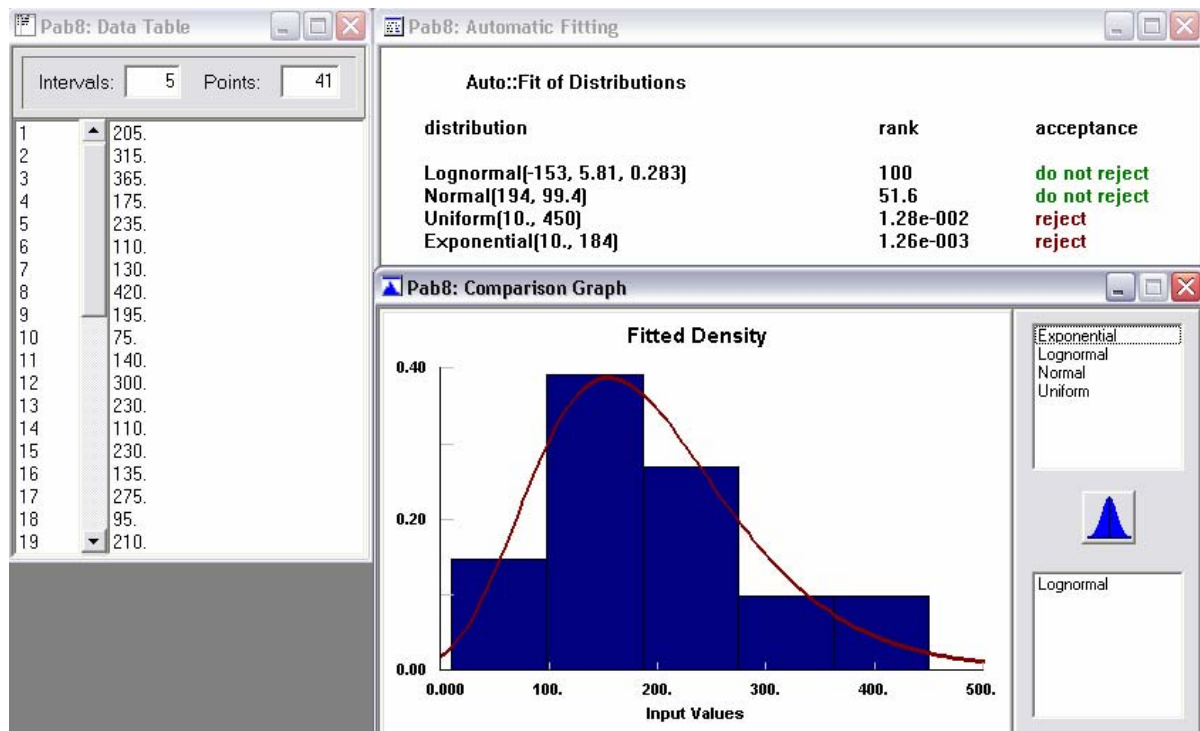 Pab8: Data Table
Intervals: 5 Points: 41
1 205.
2 315.
3 365.
4 175.
5 235.
6 110.
7 130.
8 420.
9 195.
10 75.
11 140.
12 300.
13 230.
14 110.
15 230.
16 135.
17 275.
18 95.
19 210.
Pab8: Automatic Fitting
Auto::Fit of Distributions
distribution rank acceptance
Lognormal(-153, 5.81, 0.283) 100 do not reject
Normal(194, 99.4) 51.6 do not reject
Uniform(10., 450) 1.28e-002 reject
Exponential(10., 184) 1.26e-003 reject
Pab8: Comparison Graph
Fitted Density
0.40
0.20
0.00
0.000 100. 200. 300. 400. 500.
Input Values
Exponential
Lognormal
Normal
Uniform
Lognormal